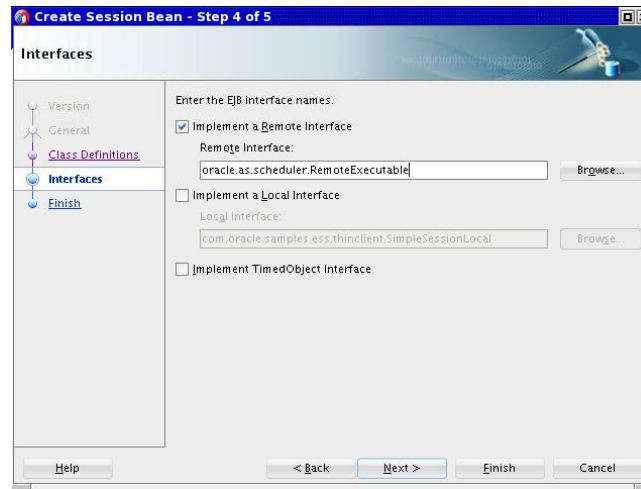 Create Session Bean - Step 4 of 5
Interfaces
Version
General
Class Definitions
Interfaces
Finish
Enter the EJB interface names.
Implement a Remote Interface
Remote Interface:
oracle.as.scheduler.RemoteExecutable
Browse...
Implement a Local Interface
Local Interface:
com.oracle.samples.ess.thinclient.SimpleSessionLocal
Browse...
Implement TimedObject Interface
Help
< Back
Next >
Finish
Cancel